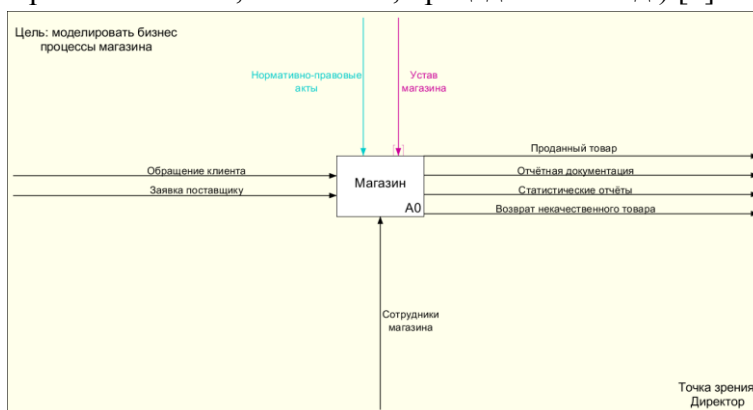 Цель: моделировать бизнес
процессы магазина
Нормативно-правовые
акты
Устав
магазина
Обращение клиента
Заявка поставщику
Магазин
A0
Проданный товар
Отчётная документация
Статистические отчёты
Возврат некачественного товара
Сотрудники
магазина
Точка зрения
Директор